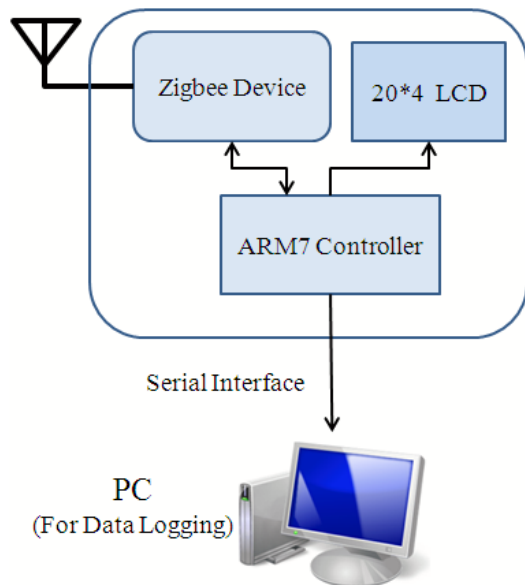 Zigbee Device
20*4 LCD
ARM7 Controller
Serial Interface
PC
(For Data Logging)